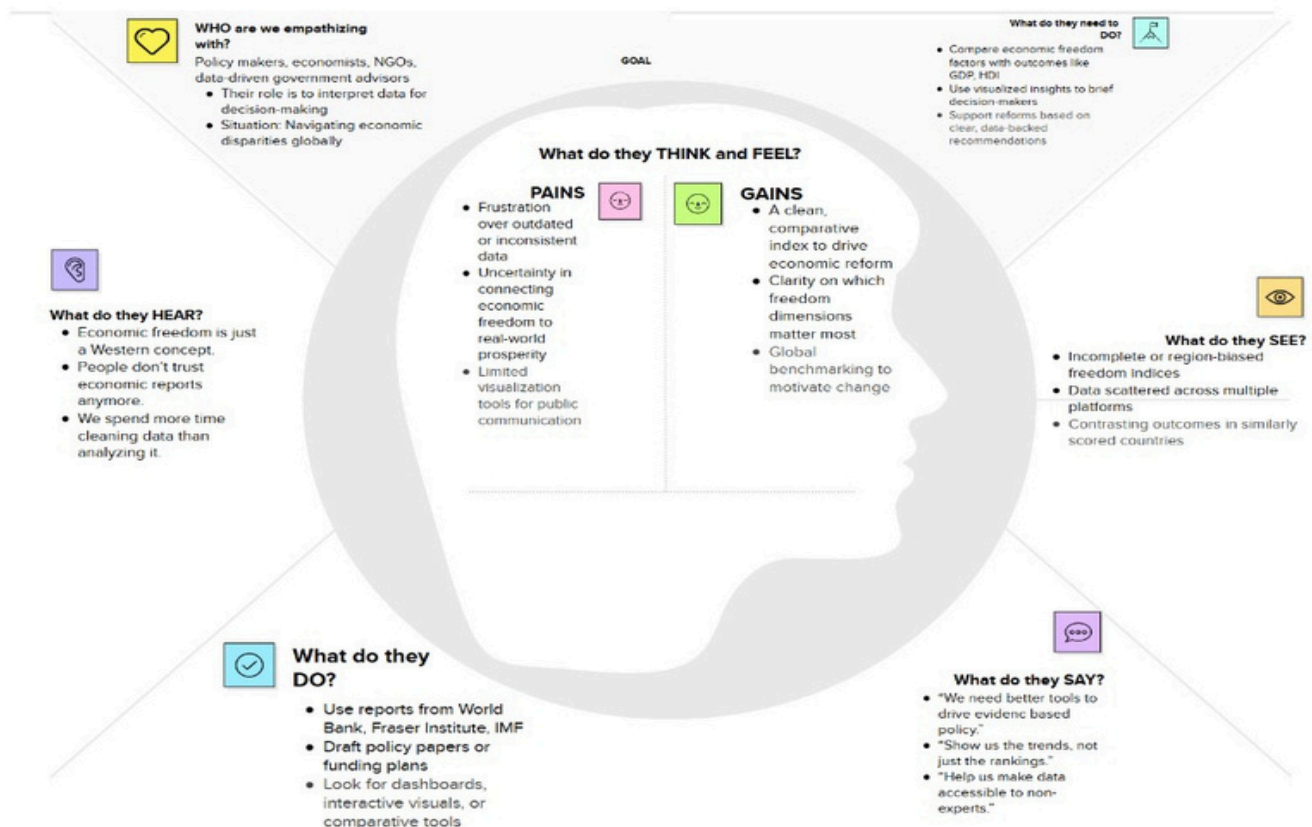 WHO are we empathizing
with?
Policy makers, economists, NGOs,
data-driven government advisors
• Their role is to interpret data for
decision-making
• Situation: Navigating economic
disparities globally
GOAL
What do they need to
DO?
• Compare economic freedom
factors with outcomes like
GDP, HDI
• Use visualized insights to brief
decision-makers
• Support reforms based on
clear, data-backed
recommendations
What do they THINK and FEEL?
PAINS
• Frustration
over outdated
or inconsistent
data
• Uncertainty in
connecting
economic
freedom to
real-world
prosperity
• Limited
visualization
tools for public
communication
GAINS
• A clean,
comparative
index to drive
economic reform
• Clarity on which
freedom
dimensions
matter most
• Global
benchmarking to
motivate change
What do they HEAR?
• Economic freedom is just
a Western concept.
• People don't trust
economic reports
anymore.
• We spend more time
cleaning data than
analyzing it.
What do they SEE?
• Incomplete or region-biased
freedom indices
• Data scattered across multiple
platforms
• Contrasting outcomes in similarly
scored countries
What do they
DO?
• Use reports from World
Bank, Fraser Institute, IMF
• Draft policy papers or
funding plans
• Look for dashboards,
interactive visuals, or
comparative tools
What do they SAY?
• "We need better tools to
drive evidenc based
policy."
• "Show us the trends, not
just the rankings."
• "Help us make data
accessible to non-
experts."